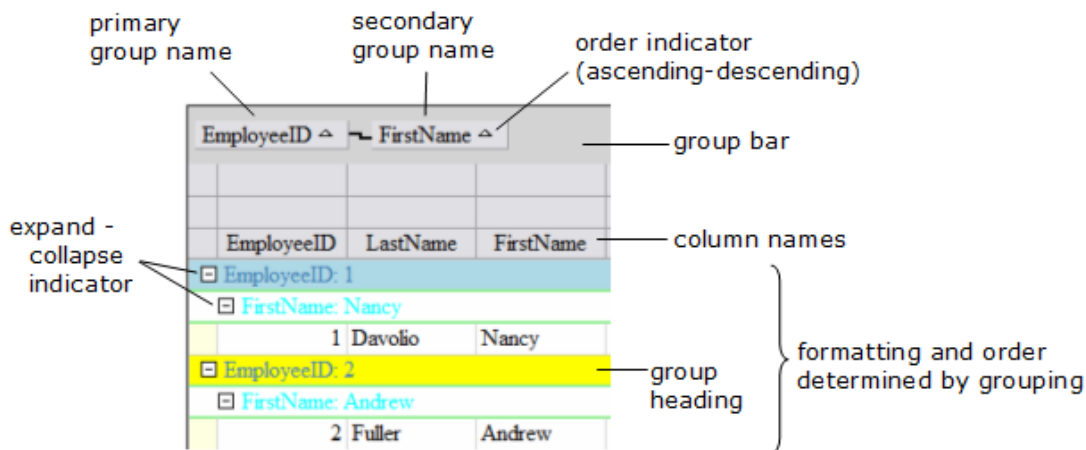 primary
group name
secondary
group name
order indicator
(ascending-descending)
EmployeeID
FirstName
group bar
expand -
collapse
indicator
EmployeeID LastName FirstName
column names
EmployeeID: 1
FirstName: Nancy
1 Davolio Nancy
EmployeeID: 2
group
heading
FirstName: Andrew
2 Fuller Andrew
formatting and order
determined by grouping